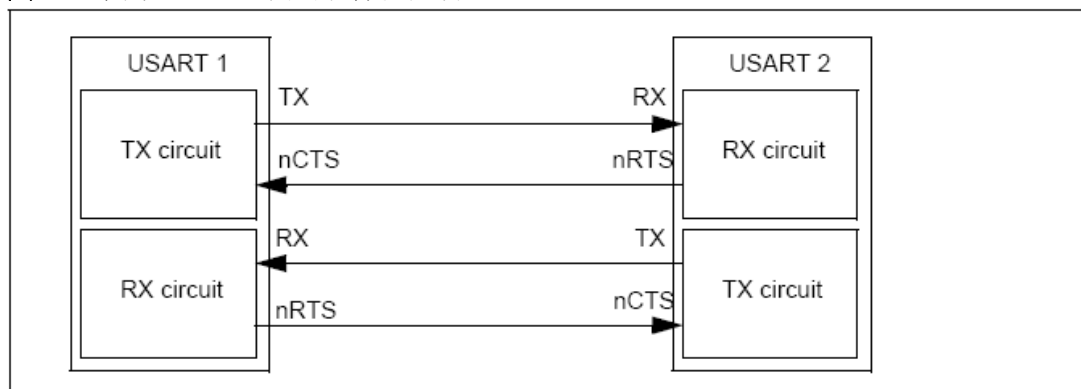 USART 1
USART 2
TX
RX
TX circuit
nCTS
nRTS
RX circuit
RX
TX
RX circuit
nRTS
nCTS
TX circuit